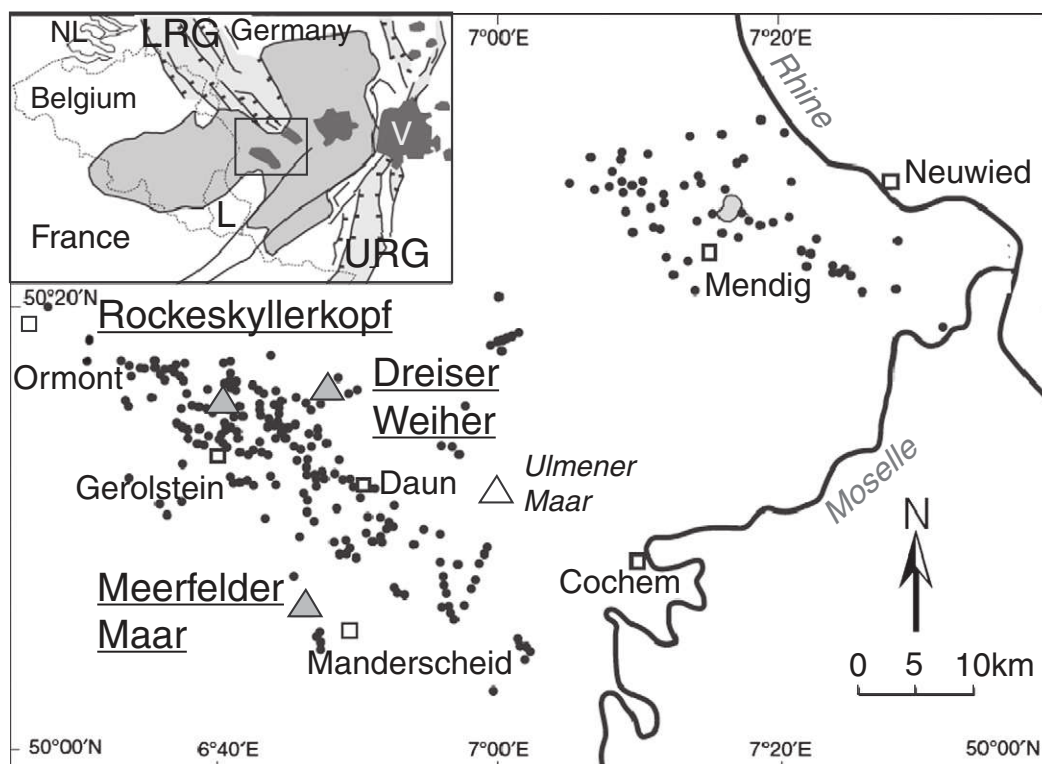 7°00′E
7°20′E
NL
LRG
Germany
Belgium
V
L
France
URG
Rhine
Neuwied
Mendig
50°20′N
Rockeskyllerkopf
Ormont
Dreiser
Weiher
Gerolstein
Daun
Ulmener
Maar
Moselle
N
Meerfelder
Maar
Cochem
Manderscheid
0 5 10km
50°00′N
6°40′E
7°00′E
7°20′E
50°00′N